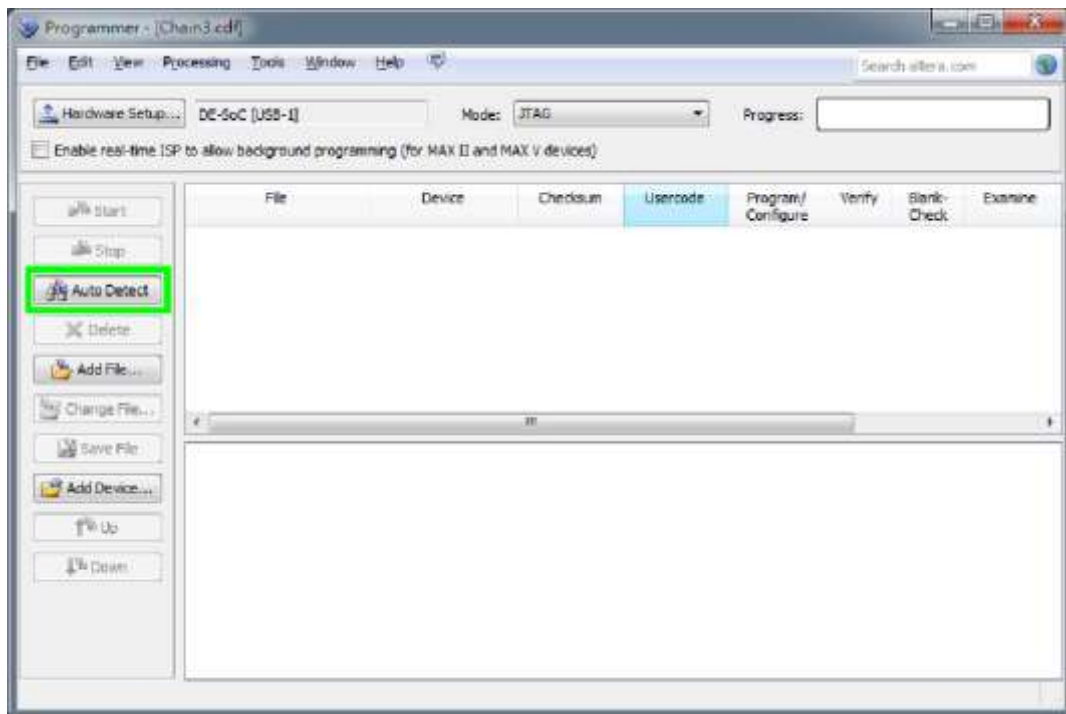 Programmer - [Chain3.cdf]
File Edit View Processing Tools Window Help
Search altera.com
Hardware Setup... DE-SoC [USB-1] Mode: JTAG Progress:
Enable real-time ISP to allow background programming (for MAX II and MAX V devices)
File Device Checksum Usercode Program/ Configure Verify Blank- Check Examine
Start
Stop
Auto Detect
Delete
Add File...
Change File...
Save File
Add Device...
Up
Down